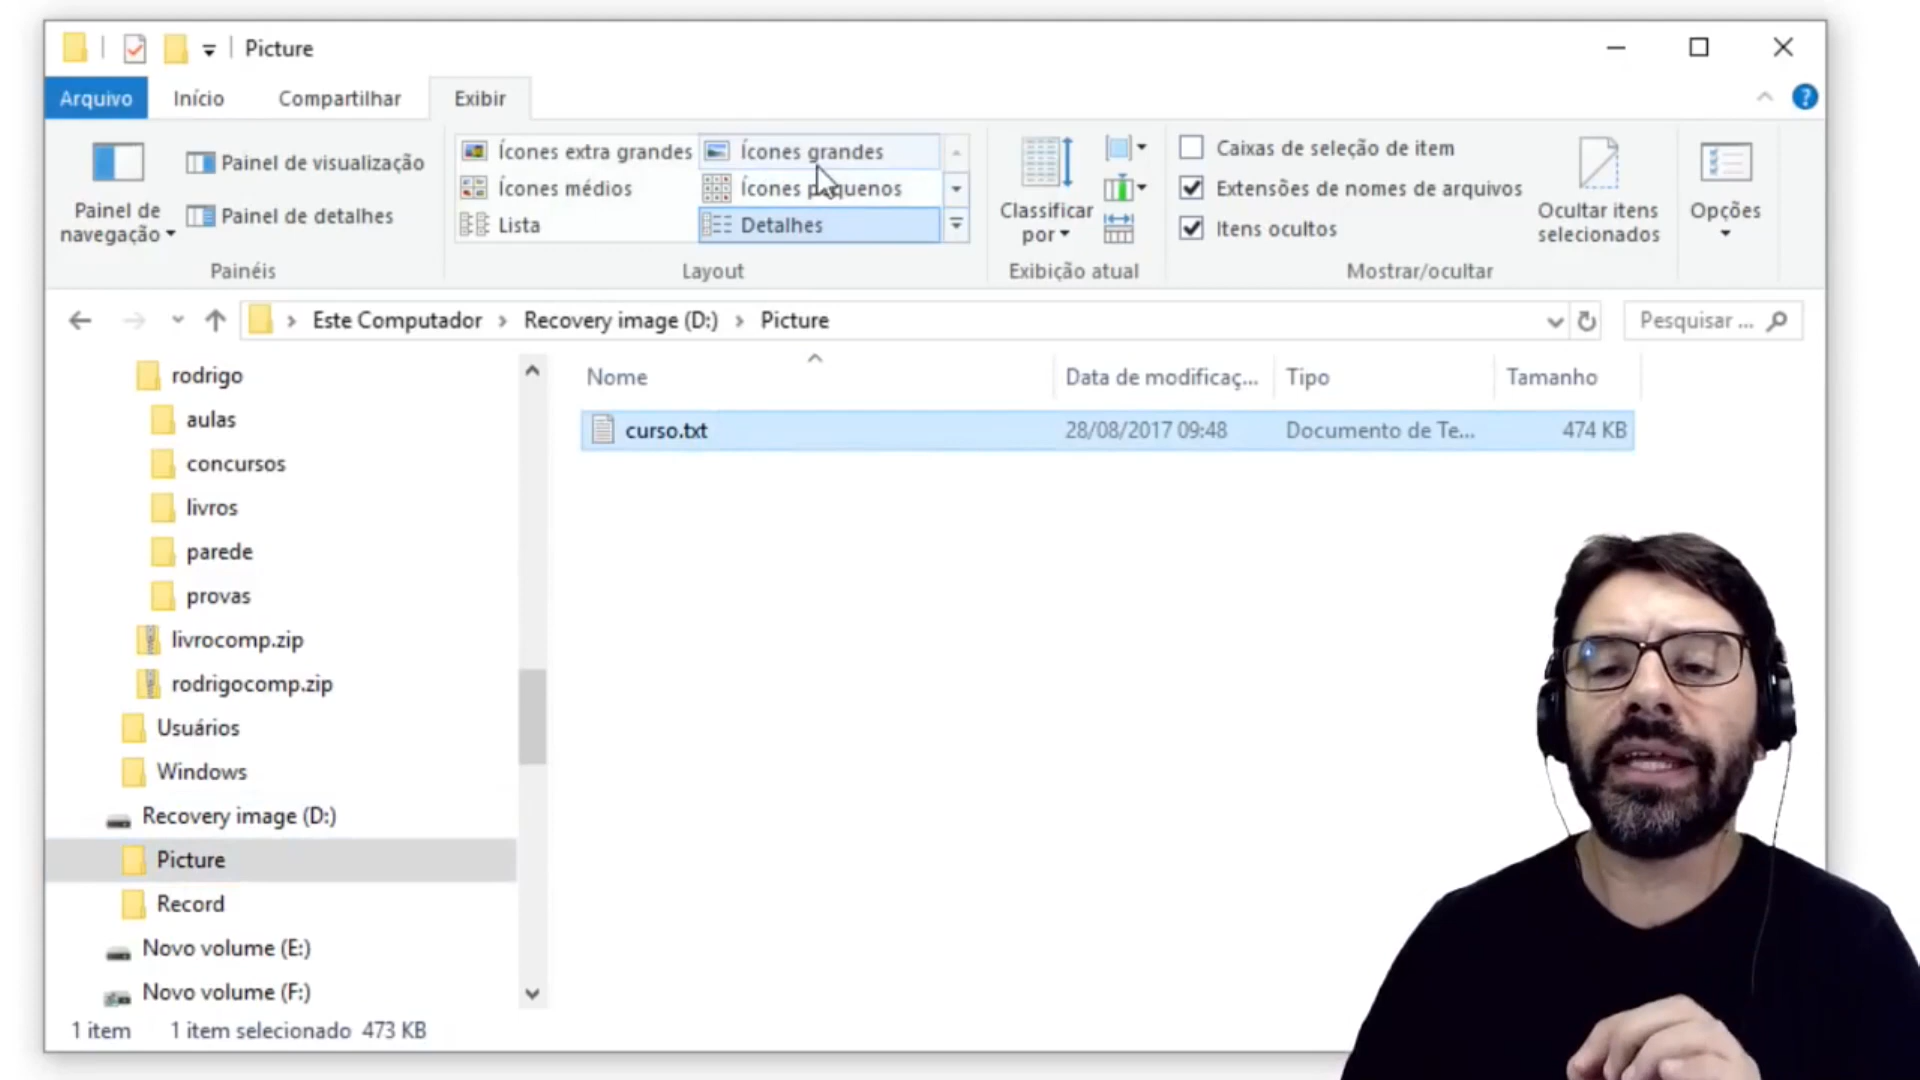 Picture
Arquivo Início Compartilhar Exibir
Painel de navegação
Painel de visualização
Painel de detalhes
Painéis
Ícones extra grandes Ícones grandes
Ícones médios Ícones pequenos
Lista Detalhes
Layout
Classificar por
Exibição atual
Caixas de seleção de item
Extensões de nomes de arquivos
Itens ocultos
Ocultar itens selecionados
Mostrar/ocultar
Opções
Este Computador > Recovery image (D:) > Picture
Pesquisar ...
rodrigo
aulas
concursos
livros
parede
provas
livrocomp.zip
rodrigocomp.zip
Usuários
Windows
Recovery image (D:)
Picture
Record
Novo volume (E:)
Novo volume (F:)
Nome Data de modificaç... Tipo Tamanho
curso.txt 28/08/2017 09:48 Documento de Te... 474 KB
1 item 1 item selecionado 473 KB